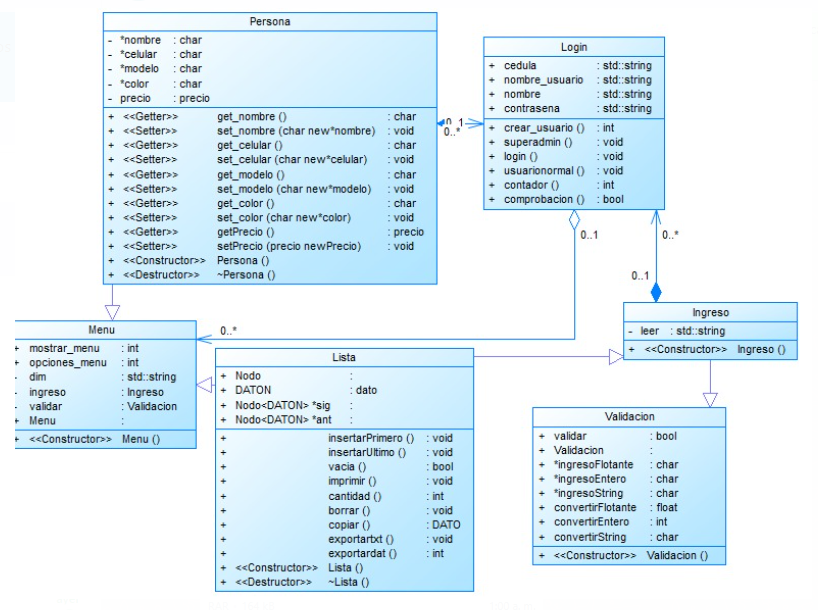 Persona
- *nombre : char
- *celular : char
- *modelo : char
- *color : char
- precio : precio
+ <<Getter>> get_nombre () : char
+ <<Setter>> set_nombre (char new*nombre) : void
+ <<Getter>> get_celular () : char
+ <<Setter>> set_celular (char new*celular) : void
+ <<Getter>> get_modelo () : char
+ <<Setter>> set_modelo (char new*modelo) : void
+ <<Getter>> get_color () : char
+ <<Setter>> set_color (char new*color) : void
+ <<Getter>> getPrecio () : precio
+ <<Setter>> setPrecio (precio newPrecio) : void
+ <<Constructor>> Persona ()
+ <<Destructor>> ~Persona ()
0..1
0..*
Login
+ cedula : std::string
+ nombre_usuario : std::string
+ nombre : std::string
+ contrasena : std::string
+ crear_usuario () : int
+ superadmin () : void
+ login () : void
+ usuarionormal () : void
+ contador () : int
+ comprobacion () : bool
0..1
0..*
0..1
0..*
Ingreso
- leer : std::string
+ <<Constructor>> Ingreso ()
Menu
+ mostrar_menu : int
+ opciones_menu : int
- dim : std::string
- ingreso : Ingreso
- validar : Validacion
+ Menu :
+ <<Constructor>> Menu ()
Lista
+ Nodo :
+ DATON : dato
+ Nodo<DATON> *sig :
+ Nodo<DATON> *ant :
+ insertarPrimero () : void
+ insertarUltimo () : void
+ vacia () : bool
+ imprimir () : void
+ cantidad () : int
+ borrar () : void
+ copiar () : DATO
+ exportartxt () : void
+ exportardat () : int
+ <<Constructor>> Lista ()
+ <<Destructor>> ~Lista ()
Validacion
+ validar : bool
+ Validacion :
+ *ingresoFlotante : char
+ *ingresoEntero : char
+ *ingresoString : char
+ convertirFlotante : float
+ convertirEntero : int
+ convertirString : char
+ <<Constructor>> Validacion ()